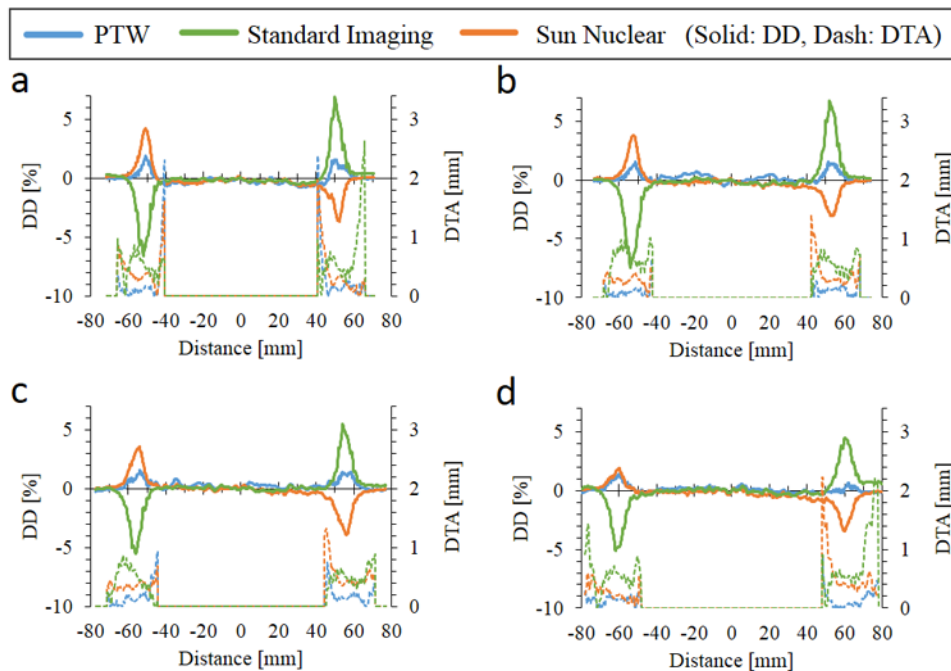 PTW Standard Imaging Sun Nuclear (Solid: DD, Dash: DTA)
a b
5 3 5 3
0 2 0 2
-5 1 -5 1
-10 0 -10 0
DD [%] DTA [mm] DD [%] DTA [mm]
-80 -60 -40 -20 0 20 40 60 80 -80 -60 -40 -20 0 20 40 60 80
Distance [mm] Distance [mm]
c d
5 3 5 3
0 2 0 2
-5 1 -5 1
-10 0 -10 0
DD [%] DTA [mm] DD [%] DTA [mm]
-80 -60 -40 -20 0 20 40 60 80 -80 -60 -40 -20 0 20 40 60 80
Distance [mm] Distance [mm]